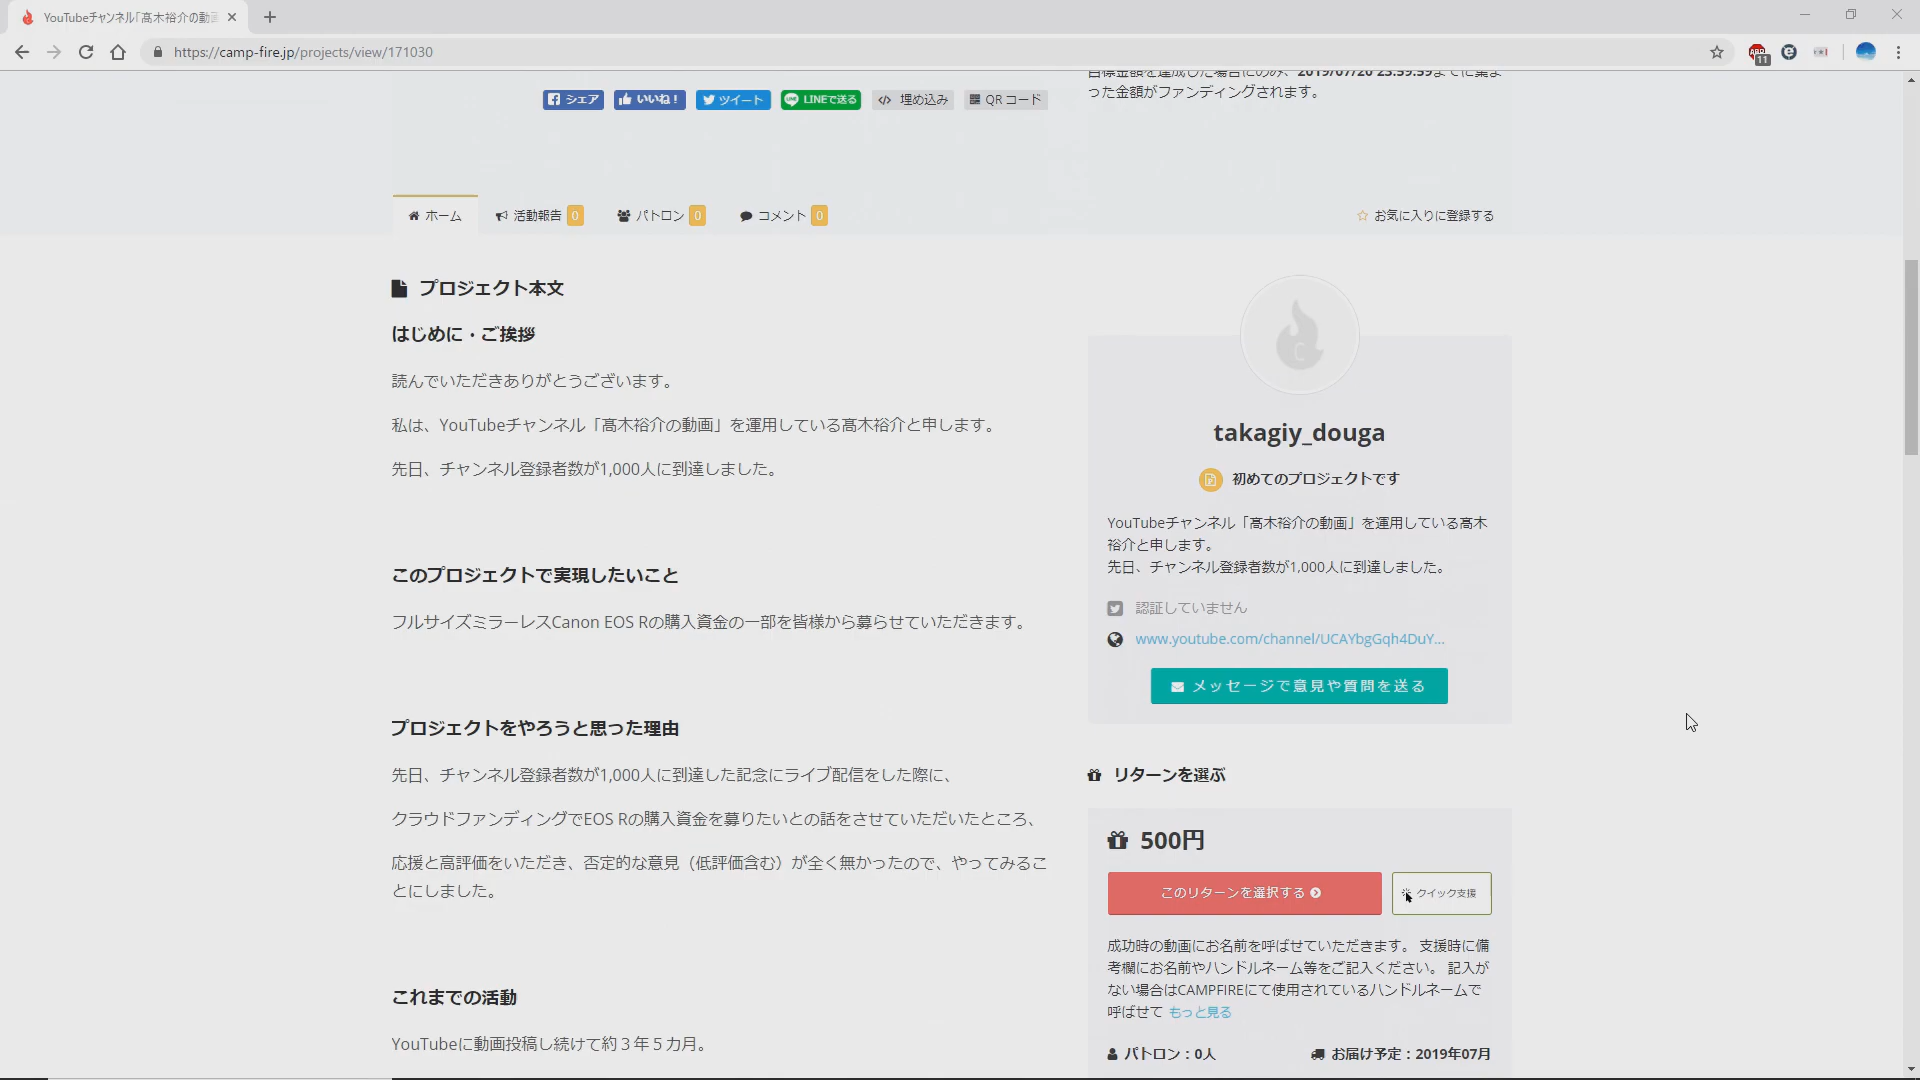 YouTubeチャンネル「髙木裕介の動画
https://camp-fire.jp/projects/view/171030
11
目標金額を達成した場合にのみ、2019/07/20 23:59:59までに集ま
った金額がファンディングされます。
シェア いいね！ ツイート LINEで送る 埋め込み QRコード
ホーム 活動報告 0 パトロン 0 コメント 0 お気に入りに登録する
プロジェクト本文
はじめに・ご挨拶
読んでいただきありがとうございます。
私は、YouTubeチャンネル「髙木裕介の動画」を運用している髙木裕介と申します。
先日、チャンネル登録者数が1,000人に到達しました。
このプロジェクトで実現したいこと
フルサイズミラーレスCanon EOS Rの購入資金の一部を皆様から募らせていただきます。
プロジェクトをやろうと思った理由
先日、チャンネル登録者数が1,000人に到達した記念にライブ配信をした際に、
クラウドファンディングでEOS Rの購入資金を募りたいとの話をさせていただいたところ、
応援と高評価をいただき、否定的な意見（低評価含む）が全く無かったので、やってみるこ
とにしました。
これまでの活動
YouTubeに動画投稿し続けて約３年５カ月。
takagiy_douga
初めてのプロジェクトです
YouTubeチャンネル「髙木裕介の動画」を運用している髙木
裕介と申します。
先日、チャンネル登録者数が1,000人に到達しました。
認証していません
www.youtube.com/channel/UCAYbgGqh4DuY...
メッセージで意見や質問を送る
リターンを選ぶ
500円
このリターンを選択する クイック支援
成功時の動画にお名前を呼ばせていただきます。 支援時に備
考欄にお名前やハンドルネーム等をご記入ください。 記入が
ない場合はCAMPFIREにて使用されているハンドルネームで
呼ばせて もっと見る
パトロン：0人 お届け予定：2019年07月